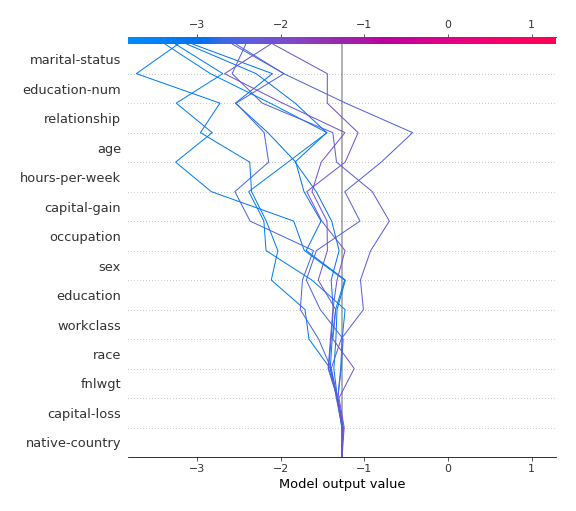 −3 −2 −1 0 1
marital-status
education-num
relationship
age
hours-per-week
capital-gain
occupation
sex
education
workclass
race
fnlwgt
capital-loss
native-country
−3 −2 −1 0 1
Model output value